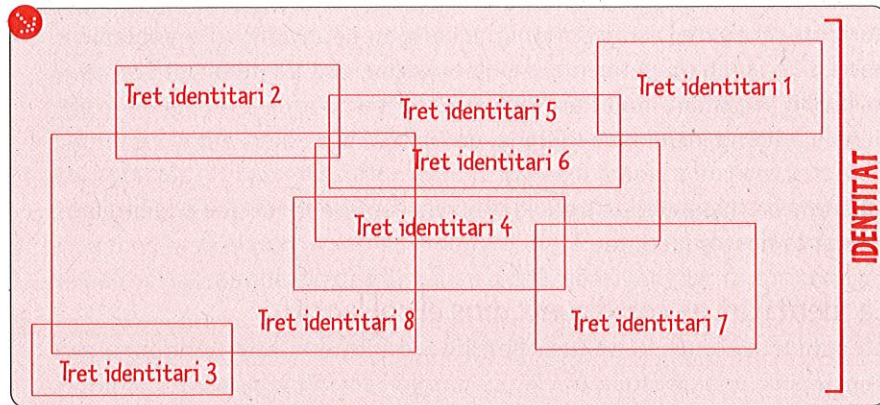 Tret identitari 1
Tret identitari 2
Tret identitari 5
Tret identitari 6
Tret identitari 4
Tret identitari 8
Tret identitari 7
Tret identitari 3
IDENTITAT